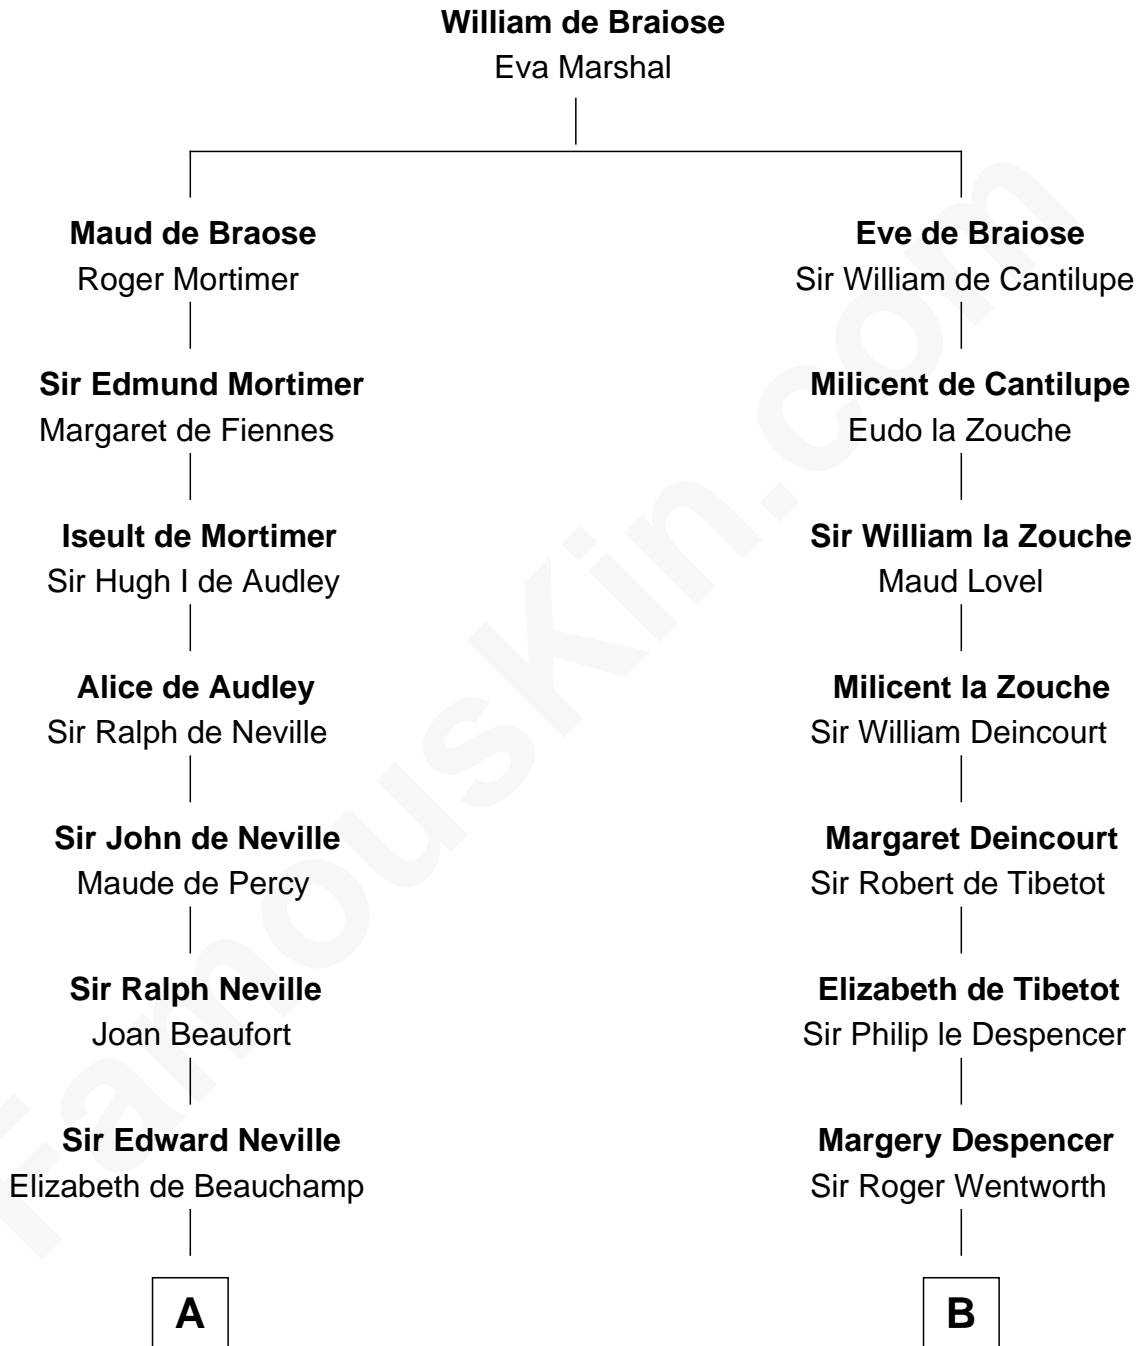 William de Braiose
Eva Marshal
Maud de Braose
Roger Mortimer
Eve de Braiose
Sir William de Cantilupe
Sir Edmund Mortimer
Margaret de Fiennes
Milicent de Cantilupe
Eudo la Zouche
Iseult de Mortimer
Sir Hugh I de Audley
Sir William la Zouche
Maud Lovel
Alice de Audley
Sir Ralph de Neville
Milicent la Zouche
Sir William Deincourt
Sir John de Neville
Maude de Percy
Margaret Deincourt
Sir Robert de Tibetot
Sir Ralph Neville
Joan Beaufort
Elizabeth de Tibetot
Sir Philip le Despencer
Sir Edward Neville
Elizabeth de Beauchamp
Margery Despencer
Sir Roger Wentworth
A
B
FamousKin.com